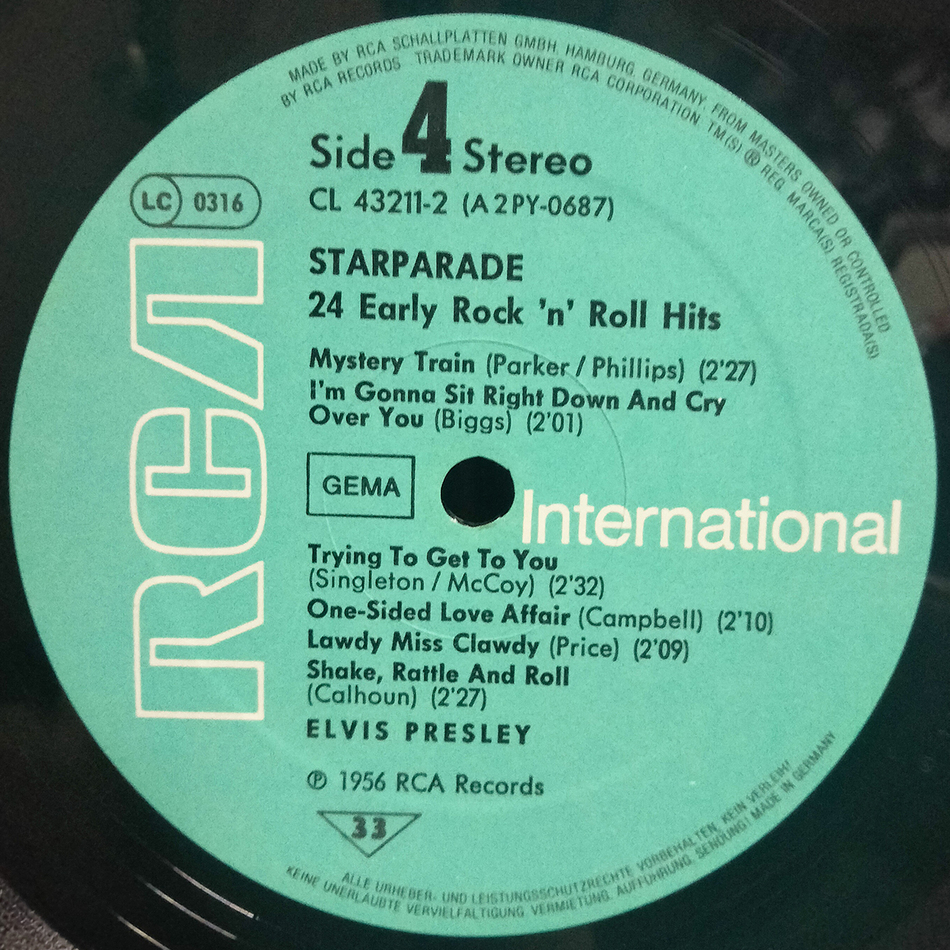 MADE BY RCA SCHALLPLATTEN GMBH, HAMBURG, GERMANY, FROM MASTERS OWNED OR CONTROLLED
BY RCA RECORDS TRADEMARK OWNER RCA CORPORATION TM(S) ® REG. MARCA(S) REGISTRADA(S)
Side 4 Stereo
LC 0316
CL 43211-2 (A2PY-0687)
RCA
STARPARADE
24 Early Rock 'n' Roll Hits
Mystery Train (Parker/Phillips) (2'27)
I'm Gonna Sit Right Down And Cry
Over You (Biggs) (2'01)
GEMA
International
Trying To Get To You
(Singleton/McCoy) (2'32)
One-Sided Love Affair (Campbell) (2'10)
Lawdy Miss Clawdy (Price) (2'09)
Shake, Rattle And Roll
(Calhoun) (2'27)
ELVIS PRESLEY
℗ 1956 RCA Records
33
ALLE URHEBER- UND LEISTUNGSSCHUTZRECHTE VORBEHALTEN. KEIN VERLEIH!
KEINE UNERLAUBTE VERVIELFÄLTIGUNG, VERMIETUNG, AUFFÜHRUNG, SENDUNG! MADE IN GERMANY